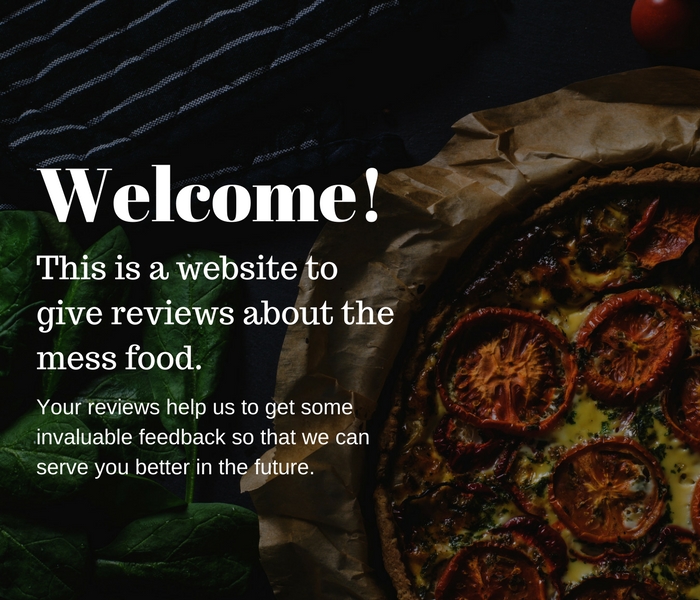 Welcome!
This is a website to
give reviews about the
mess food.
Your reviews help us to get some
invaluable feedback so that we can
serve you better in the future.